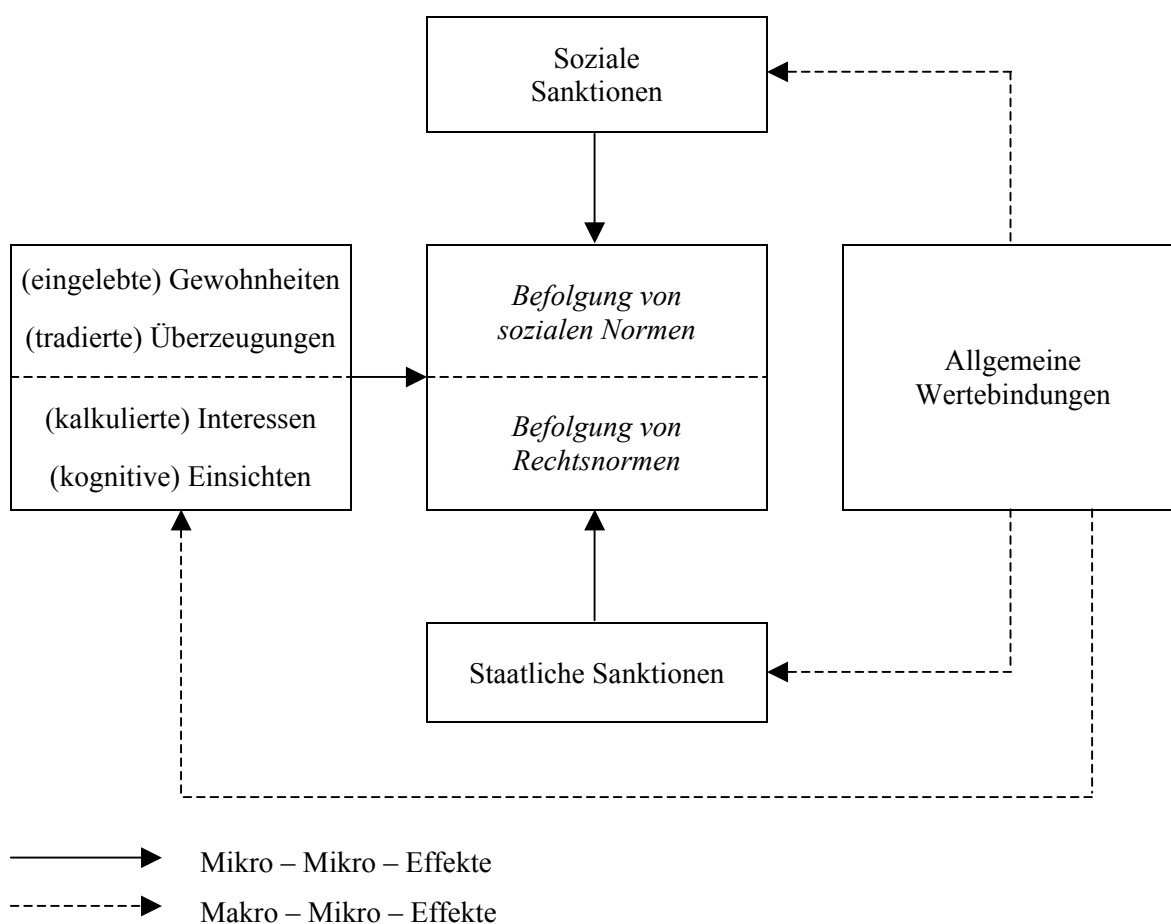 Soziale
Sanktionen
(eingelebte) Gewohnheiten
(tradierte) Überzeugungen
(kalkulierte) Interessen
(kognitive) Einsichten
Befolgung von
sozialen Normen
Befolgung von
Rechtsnormen
Allgemeine
Wertebindungen
Staatliche Sanktionen
Mikro – Mikro – Effekte
Makro – Mikro – Effekte